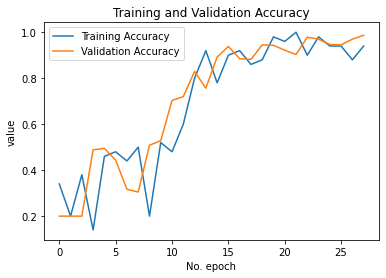 Training and Validation Accuracy
Training Accuracy
Validation Accuracy
value
1.0
0.8
0.6
0.4
0.2
0 5 10 15 20 25
No. epoch